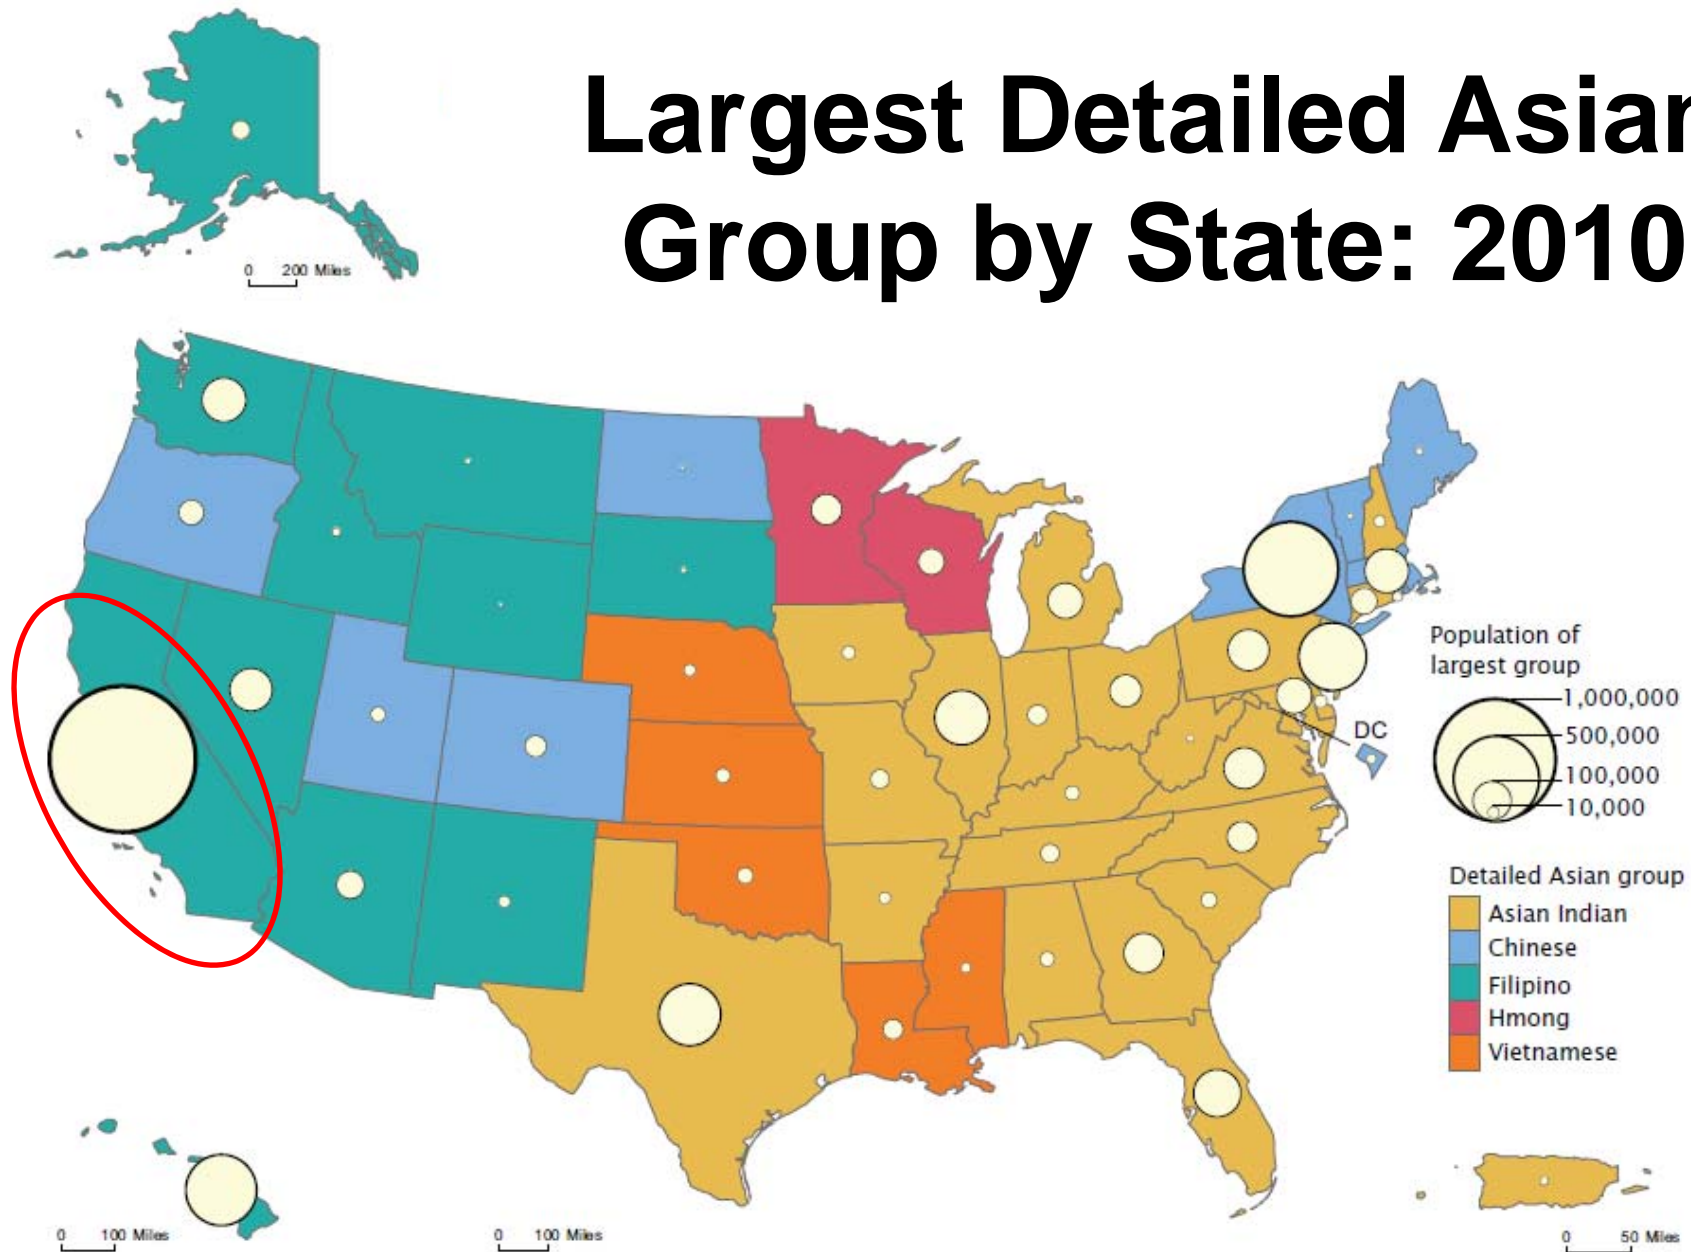 Largest Detailed Asian
Group by State: 2010
0 200 Miles
Population of
largest group
1,000,000
500,000
100,000
10,000
DC
Detailed Asian group
Asian Indian
Chinese
Filipino
Hmong
Vietnamese
0 100 Miles
0 100 Miles
0 50 Miles